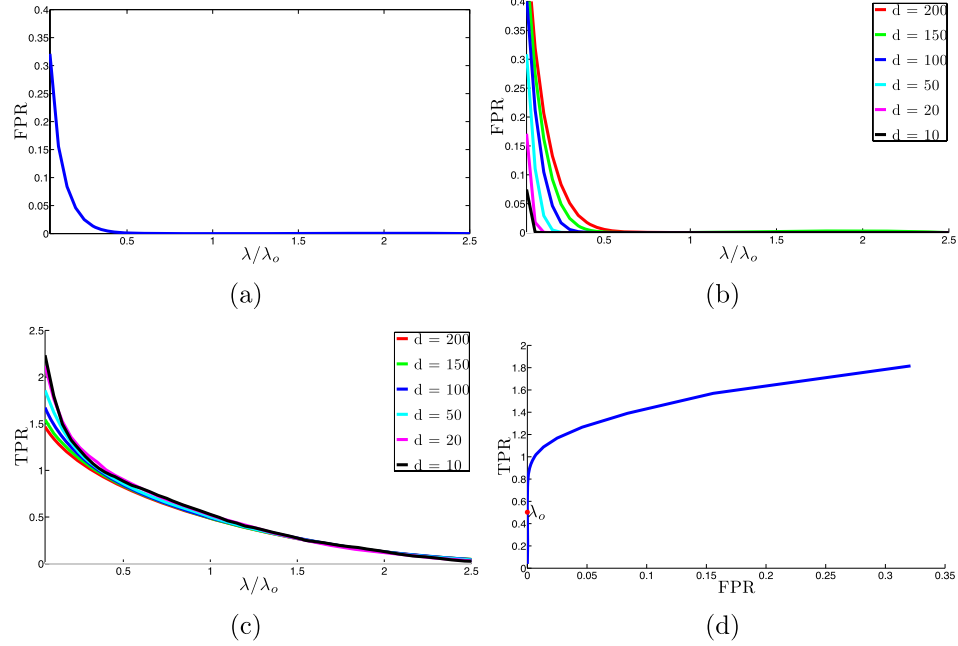 0.4
0.35
0.3
0.25
0.2
0.15
0.1
0.05
0
FPR
0.5
1
1.5
2
2.5
λ/λₒ
(a)
0.4
0.35
0.3
0.25
0.2
0.15
0.1
0.05
0
FPR
0.5
1
1.5
2
2.5
λ/λₒ
d = 200
d = 150
d = 100
d = 50
d = 20
d = 10
(b)
2.5
2
1.5
1
0.5
0
TPR
0.5
1
1.5
2
2.5
λ/λₒ
d = 200
d = 150
d = 100
d = 50
d = 20
d = 10
(c)
2
1.8
1.6
1.4
1.2
1
0.8
0.6
0.4
0.2
0
TPR
λₒ
0
0.05
0.1
0.15
0.2
0.25
0.3
0.35
FPR
(d)